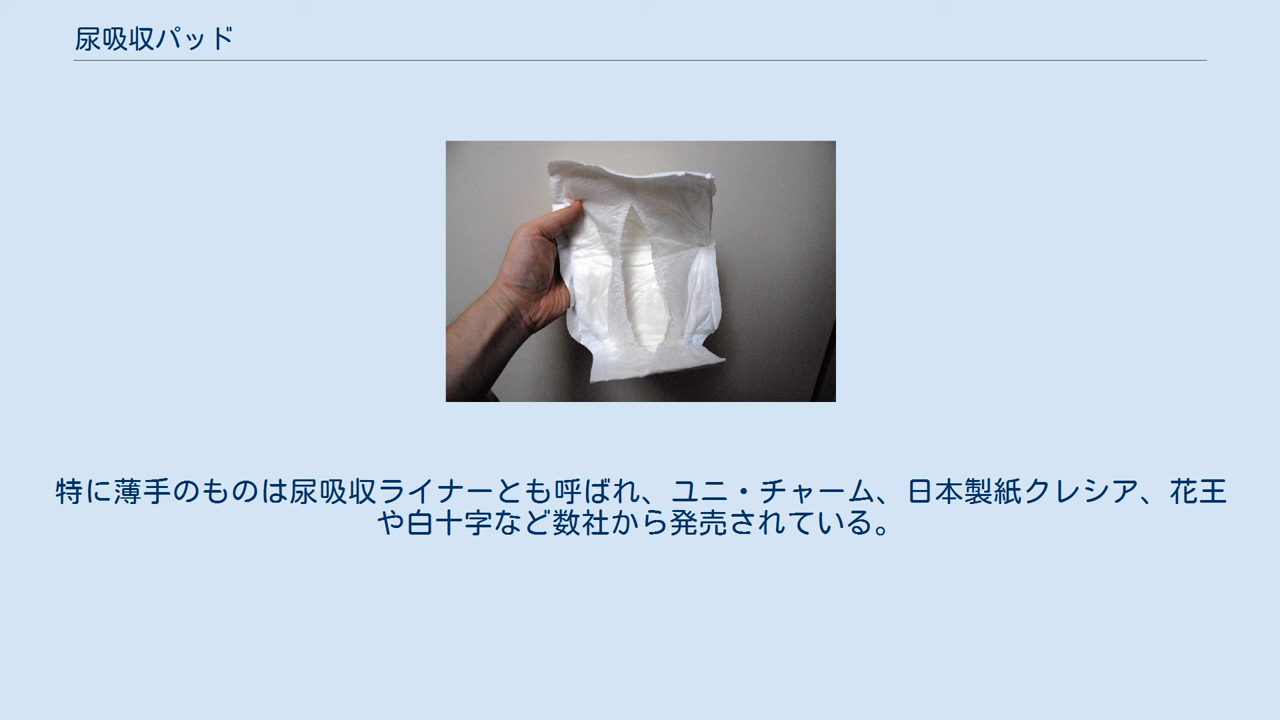 尿吸収パッド
特に薄手のものは尿吸収ライナーとも呼ばれ、ユニ・チャーム、日本製紙クレシア、花王
や白十字など数社から発売されている。